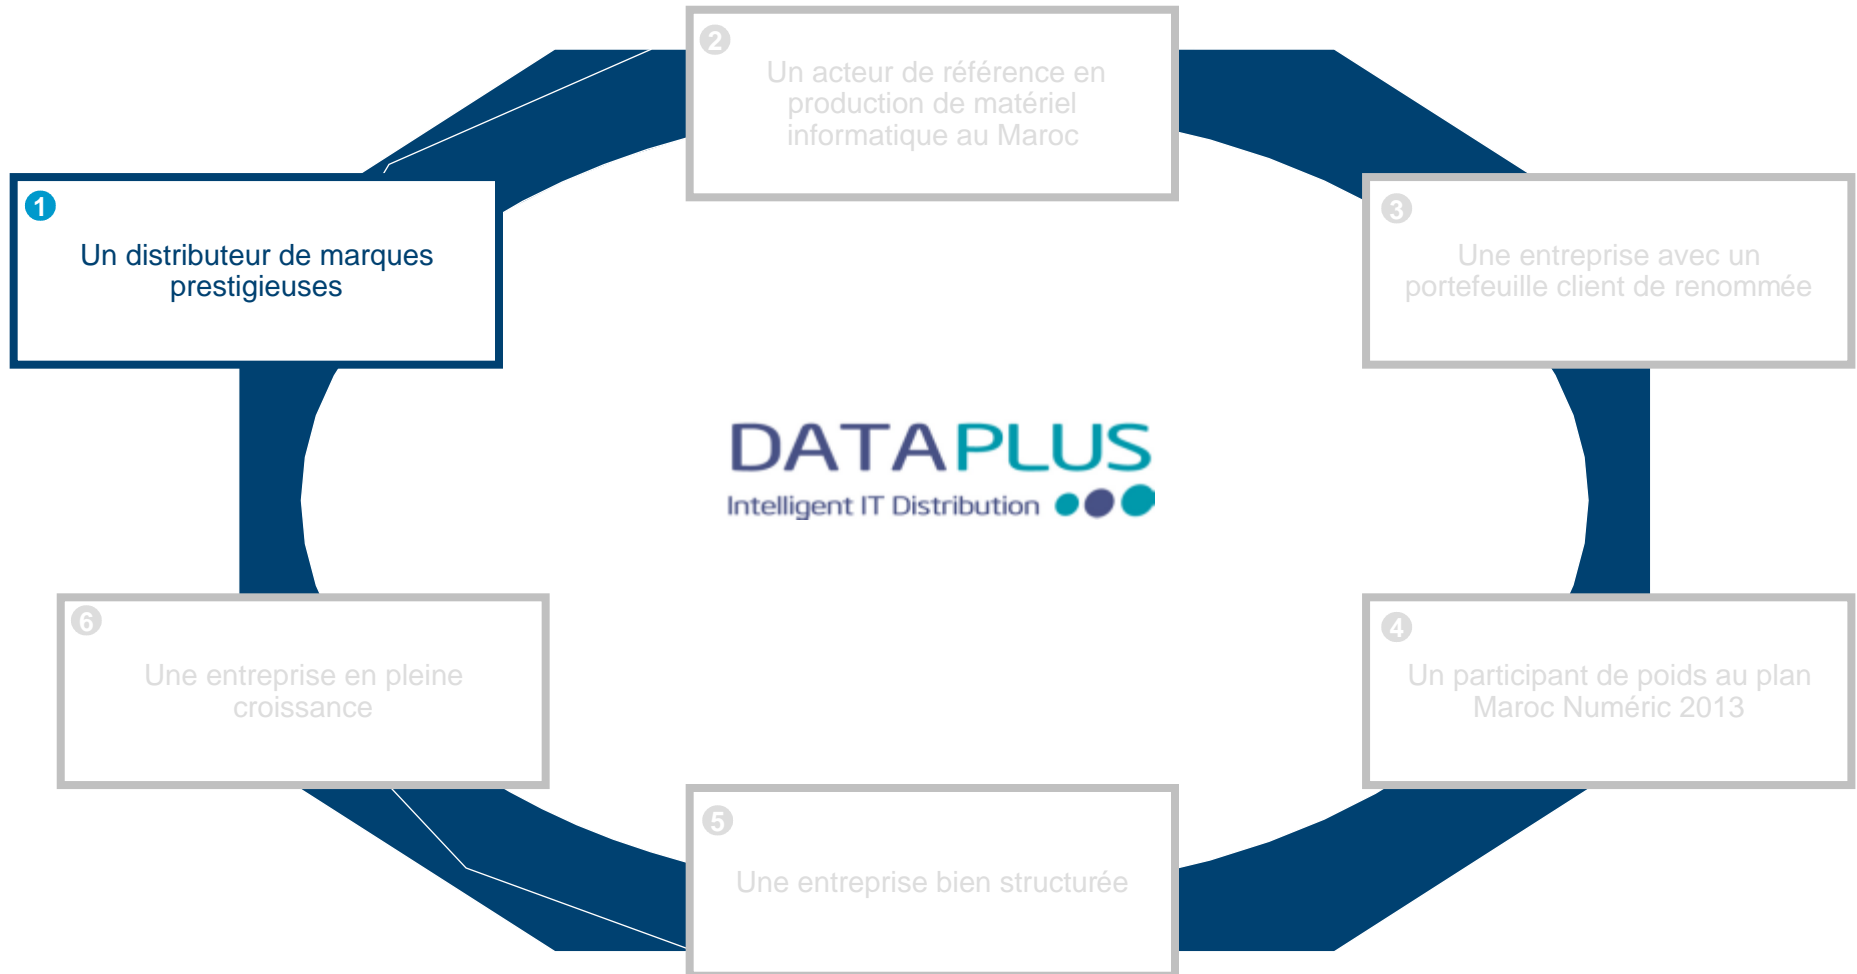 1
Un distributeur de marques
prestigieuses
2
Un acteur de référence en
production de matériel
informatique au Maroc
3
Une entreprise avec un
portefeuille client de renommée
DATAPLUS
Intelligent IT Distribution
4
Un participant de poids au plan
Maroc Numéric 2013
5
Une entreprise bien structurée
6
Une entreprise en pleine
croissance